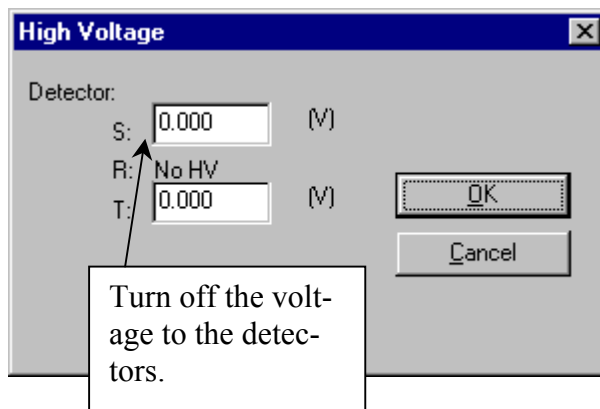 High Voltage
Detector:
S: 0.000 (V)
R: No HV
T: 0.000 (V)
OK
Cancel
Turn off the volt-
age to the detec-
tors.